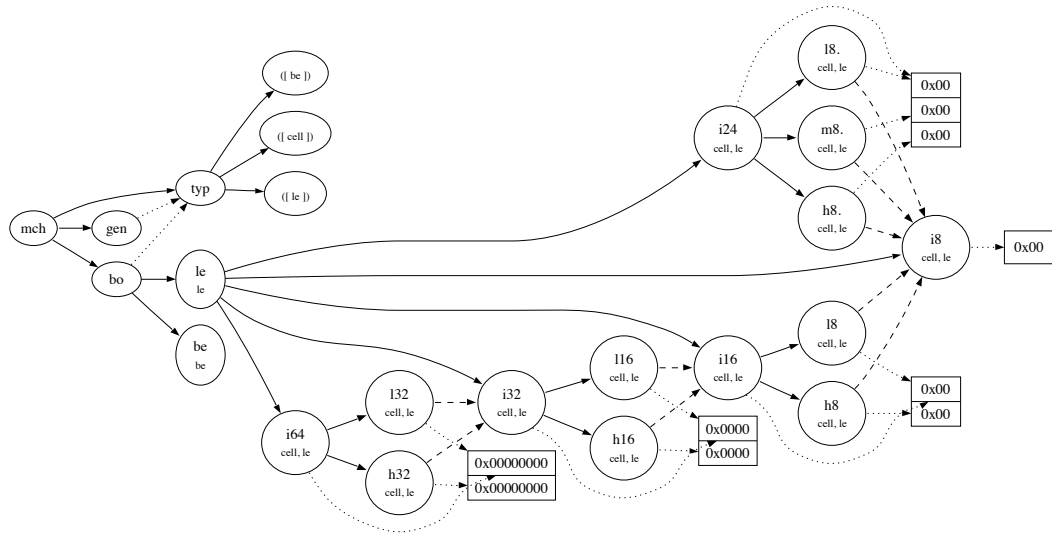 ([ be ])
([ cell ])
([ le ])
typ
mch
gen
bo
le
le
be
be
i64
cell, le
l32
cell, le
h32
cell, le
0x00000000
0x00000000
i32
cell, le
l16
cell, le
h16
cell, le
0x0000
0x0000
i24
cell, le
i16
cell, le
l8.
cell, le
m8.
cell, le
h8.
cell, le
l8
cell, le
h8
cell, le
0x00
0x00
0x00
i8
cell, le
0x00
0x00
0x00